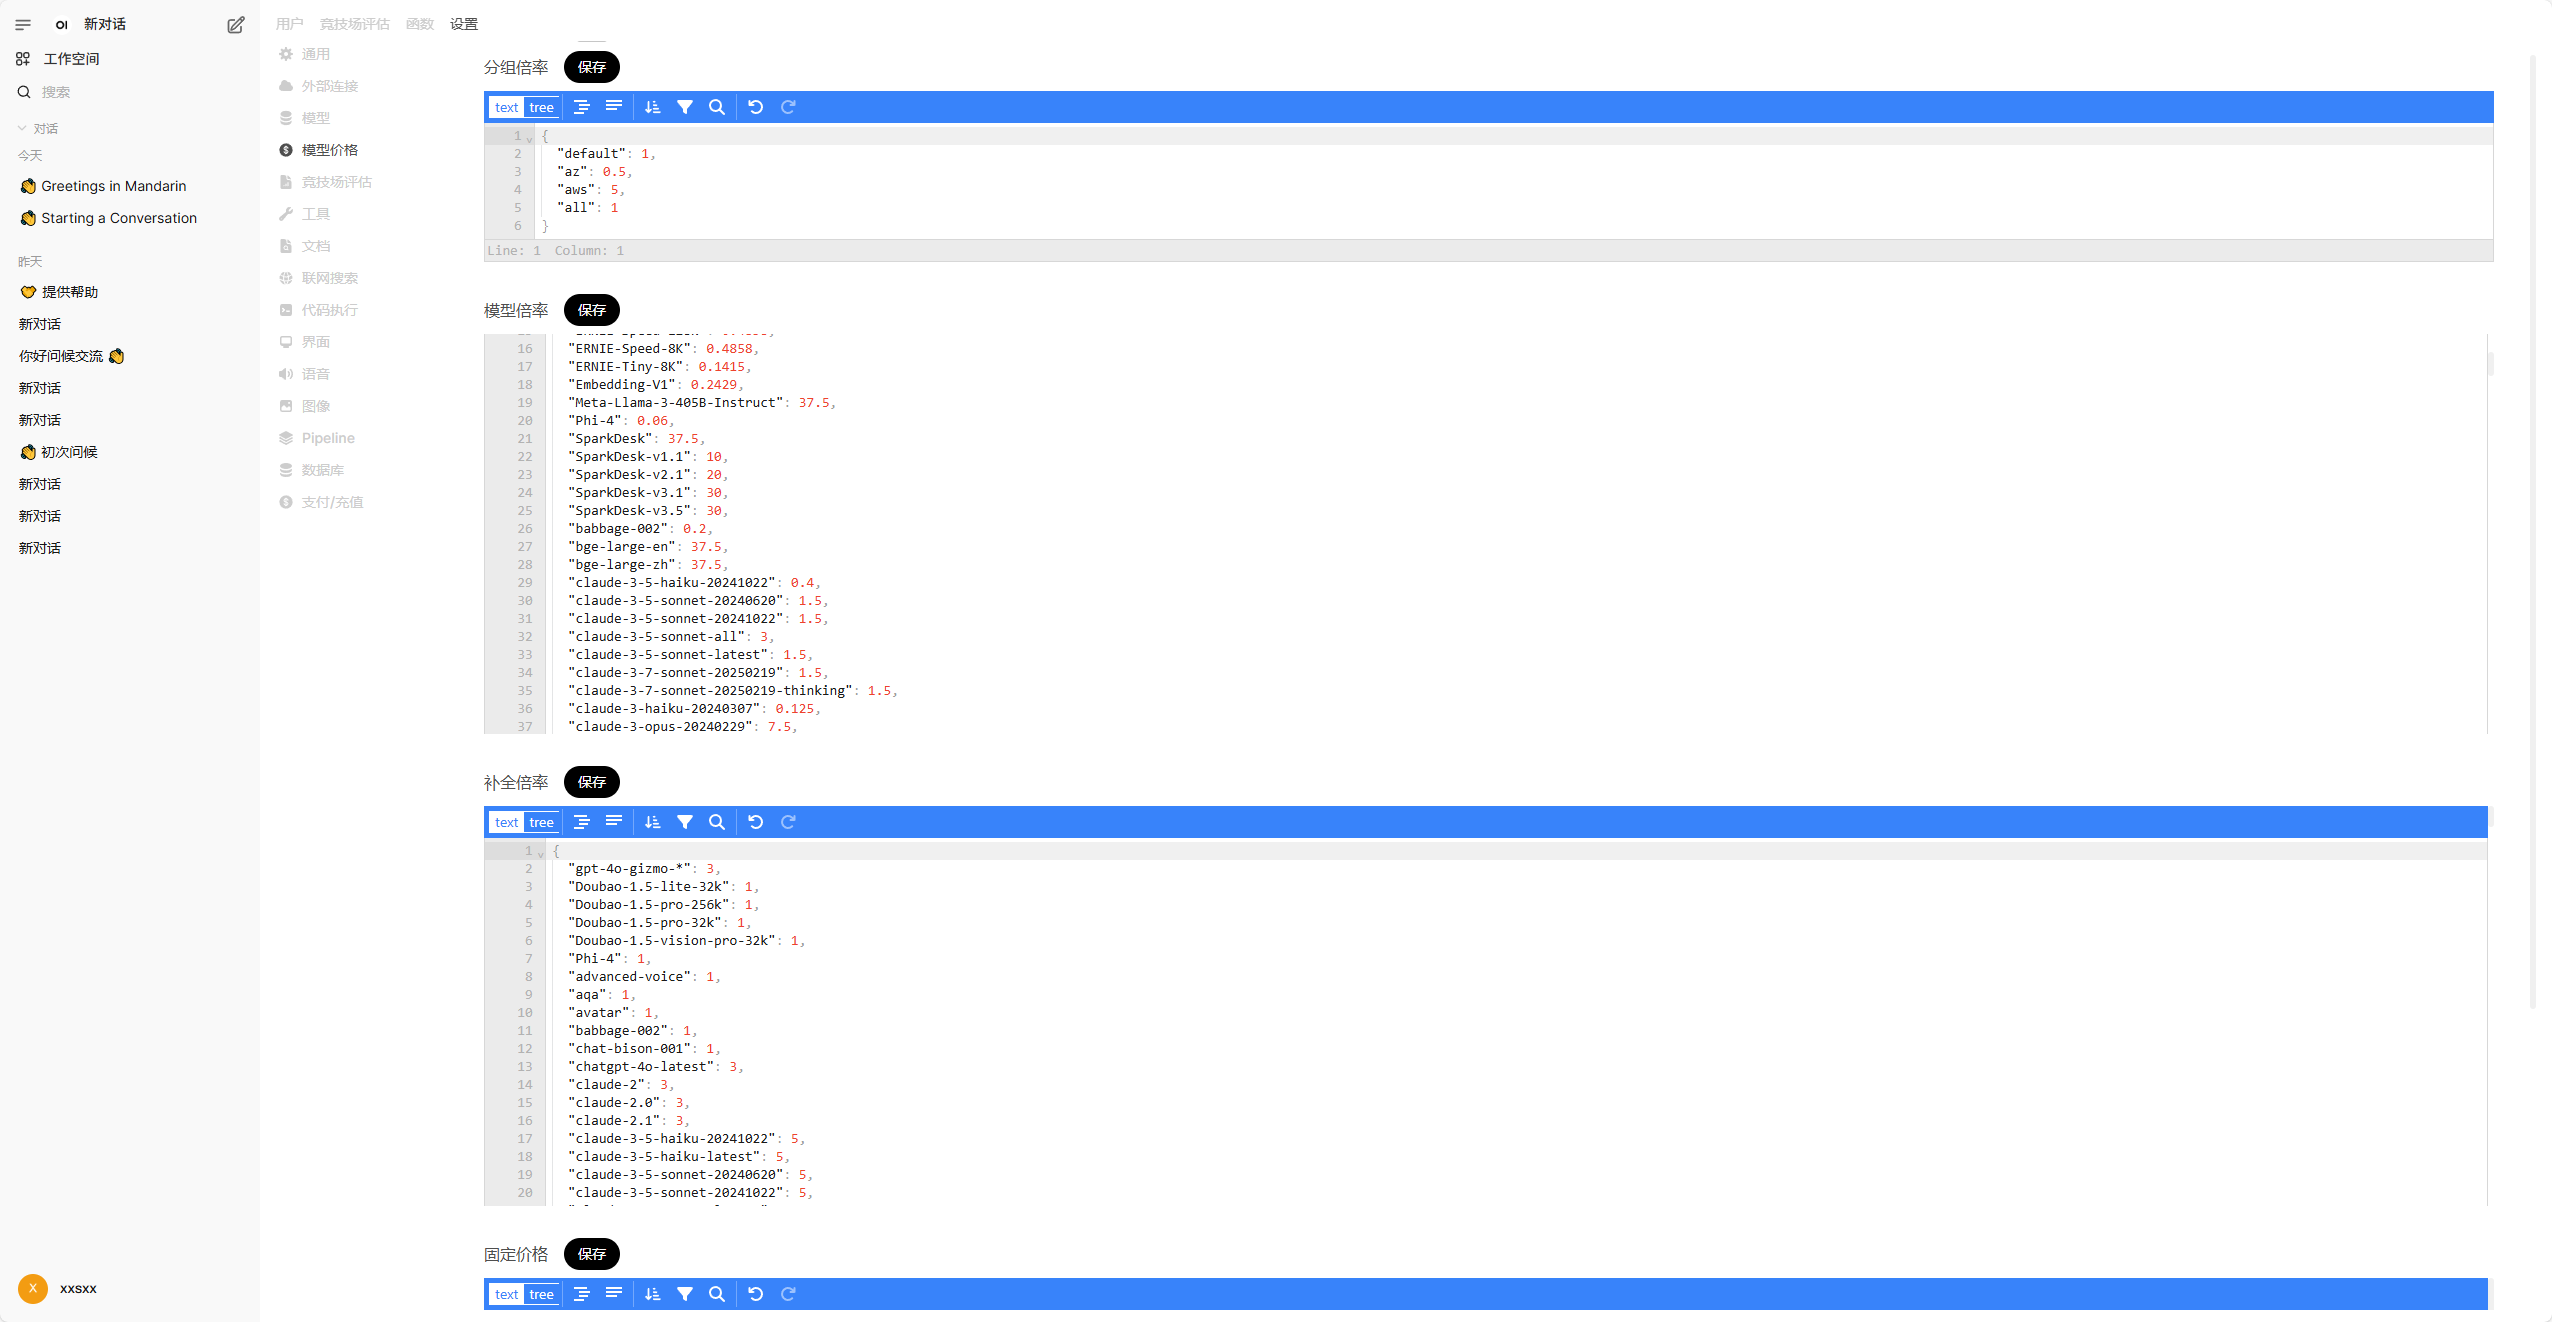 OI 新对话
工作空间
搜索
对话
今天
👋 Greetings in Mandarin
👋 Starting a Conversation
昨天
🤝 提供帮助
新对话
你好问候交流 👋
新对话
新对话
👋 初次问候
新对话
新对话
新对话
X xxsxx
用户 竞技场评估 函数 设置
通用
外部连接
模型
模型价格
竞技场评估
工具
文档
联网搜索
代码执行
界面
语音
图像
Pipeline
数据库
支付/充值
分组倍率 保存
text tree
1 {
2 "default": 1,
3 "az": 0.5,
4 "aws": 5,
5 "all": 1
6 }
Line: 1 Column: 1
模型倍率 保存
16 "ERNIE-Speed-8K": 0.4858,
17 "ERNIE-Tiny-8K": 0.1415,
18 "Embedding-V1": 0.2429,
19 "Meta-Llama-3-405B-Instruct": 37.5,
20 "Phi-4": 0.06,
21 "SparkDesk": 37.5,
22 "SparkDesk-v1.1": 10,
23 "SparkDesk-v2.1": 20,
24 "SparkDesk-v3.1": 30,
25 "SparkDesk-v3.5": 30,
26 "babbage-002": 0.2,
27 "bge-large-en": 37.5,
28 "bge-large-zh": 37.5,
29 "claude-3-5-haiku-20241022": 0.4,
30 "claude-3-5-sonnet-20240620": 1.5,
31 "claude-3-5-sonnet-20241022": 1.5,
32 "claude-3-5-sonnet-all": 3,
33 "claude-3-5-sonnet-latest": 1.5,
34 "claude-3-7-sonnet-20250219": 1.5,
35 "claude-3-7-sonnet-20250219-thinking": 1.5,
36 "claude-3-haiku-20240307": 0.125,
37 "claude-3-opus-20240229": 7.5,
补全倍率 保存
text tree
1 {
2 "gpt-4o-gizmo-*": 3,
3 "Doubao-1.5-lite-32k": 1,
4 "Doubao-1.5-pro-256k": 1,
5 "Doubao-1.5-pro-32k": 1,
6 "Doubao-1.5-vision-pro-32k": 1,
7 "Phi-4": 1,
8 "advanced-voice": 1,
9 "aqa": 1,
10 "avatar": 1,
11 "babbage-002": 1,
12 "chat-bison-001": 1,
13 "chatgpt-4o-latest": 3,
14 "claude-2": 3,
15 "claude-2.0": 3,
16 "claude-2.1": 3,
17 "claude-3-5-haiku-20241022": 5,
18 "claude-3-5-haiku-latest": 5,
19 "claude-3-5-sonnet-20240620": 5,
20 "claude-3-5-sonnet-20241022": 5,
固定价格 保存
text tree